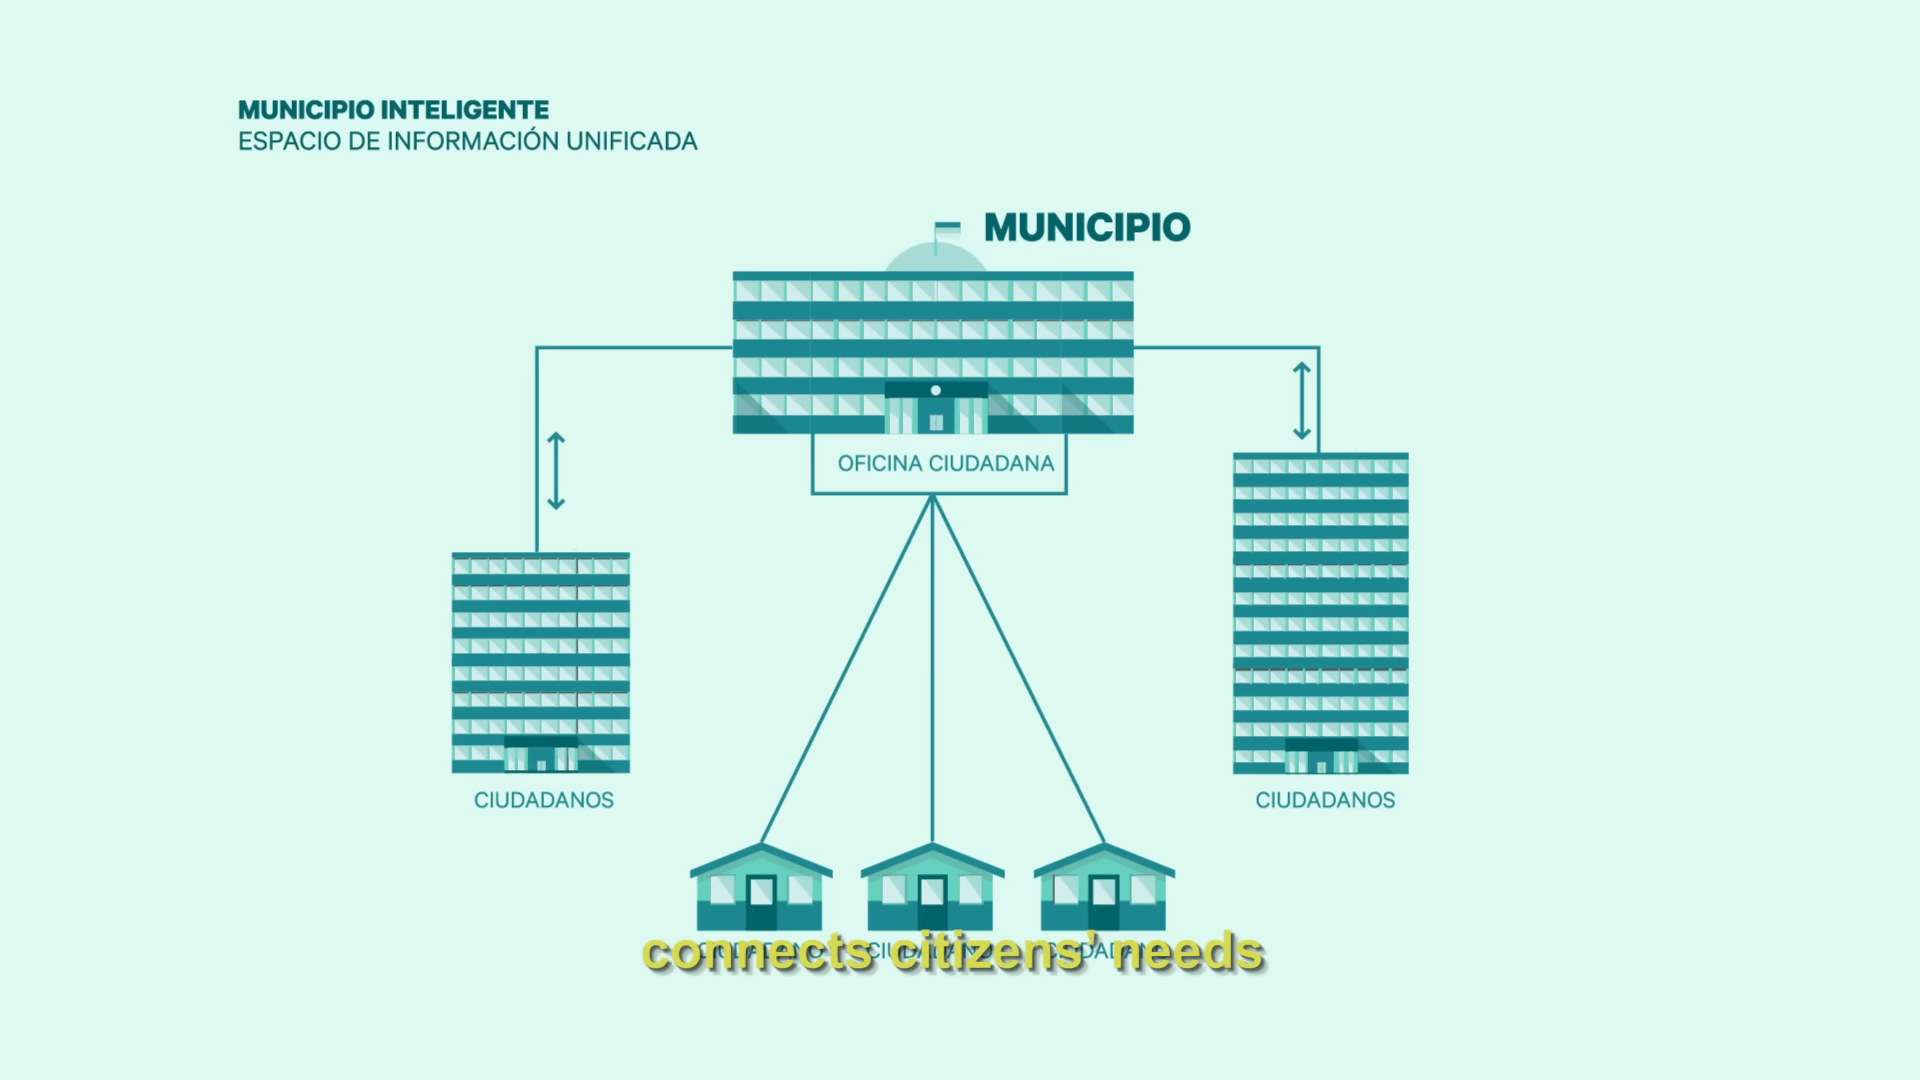 MUNICIPIO INTELIGENTE
ESPACIO DE INFORMACIÓN UNIFICADA
MUNICIPIO
OFICINA CIUDADANA
CIUDADANOS
CIUDADANOS
connects citizens' needs